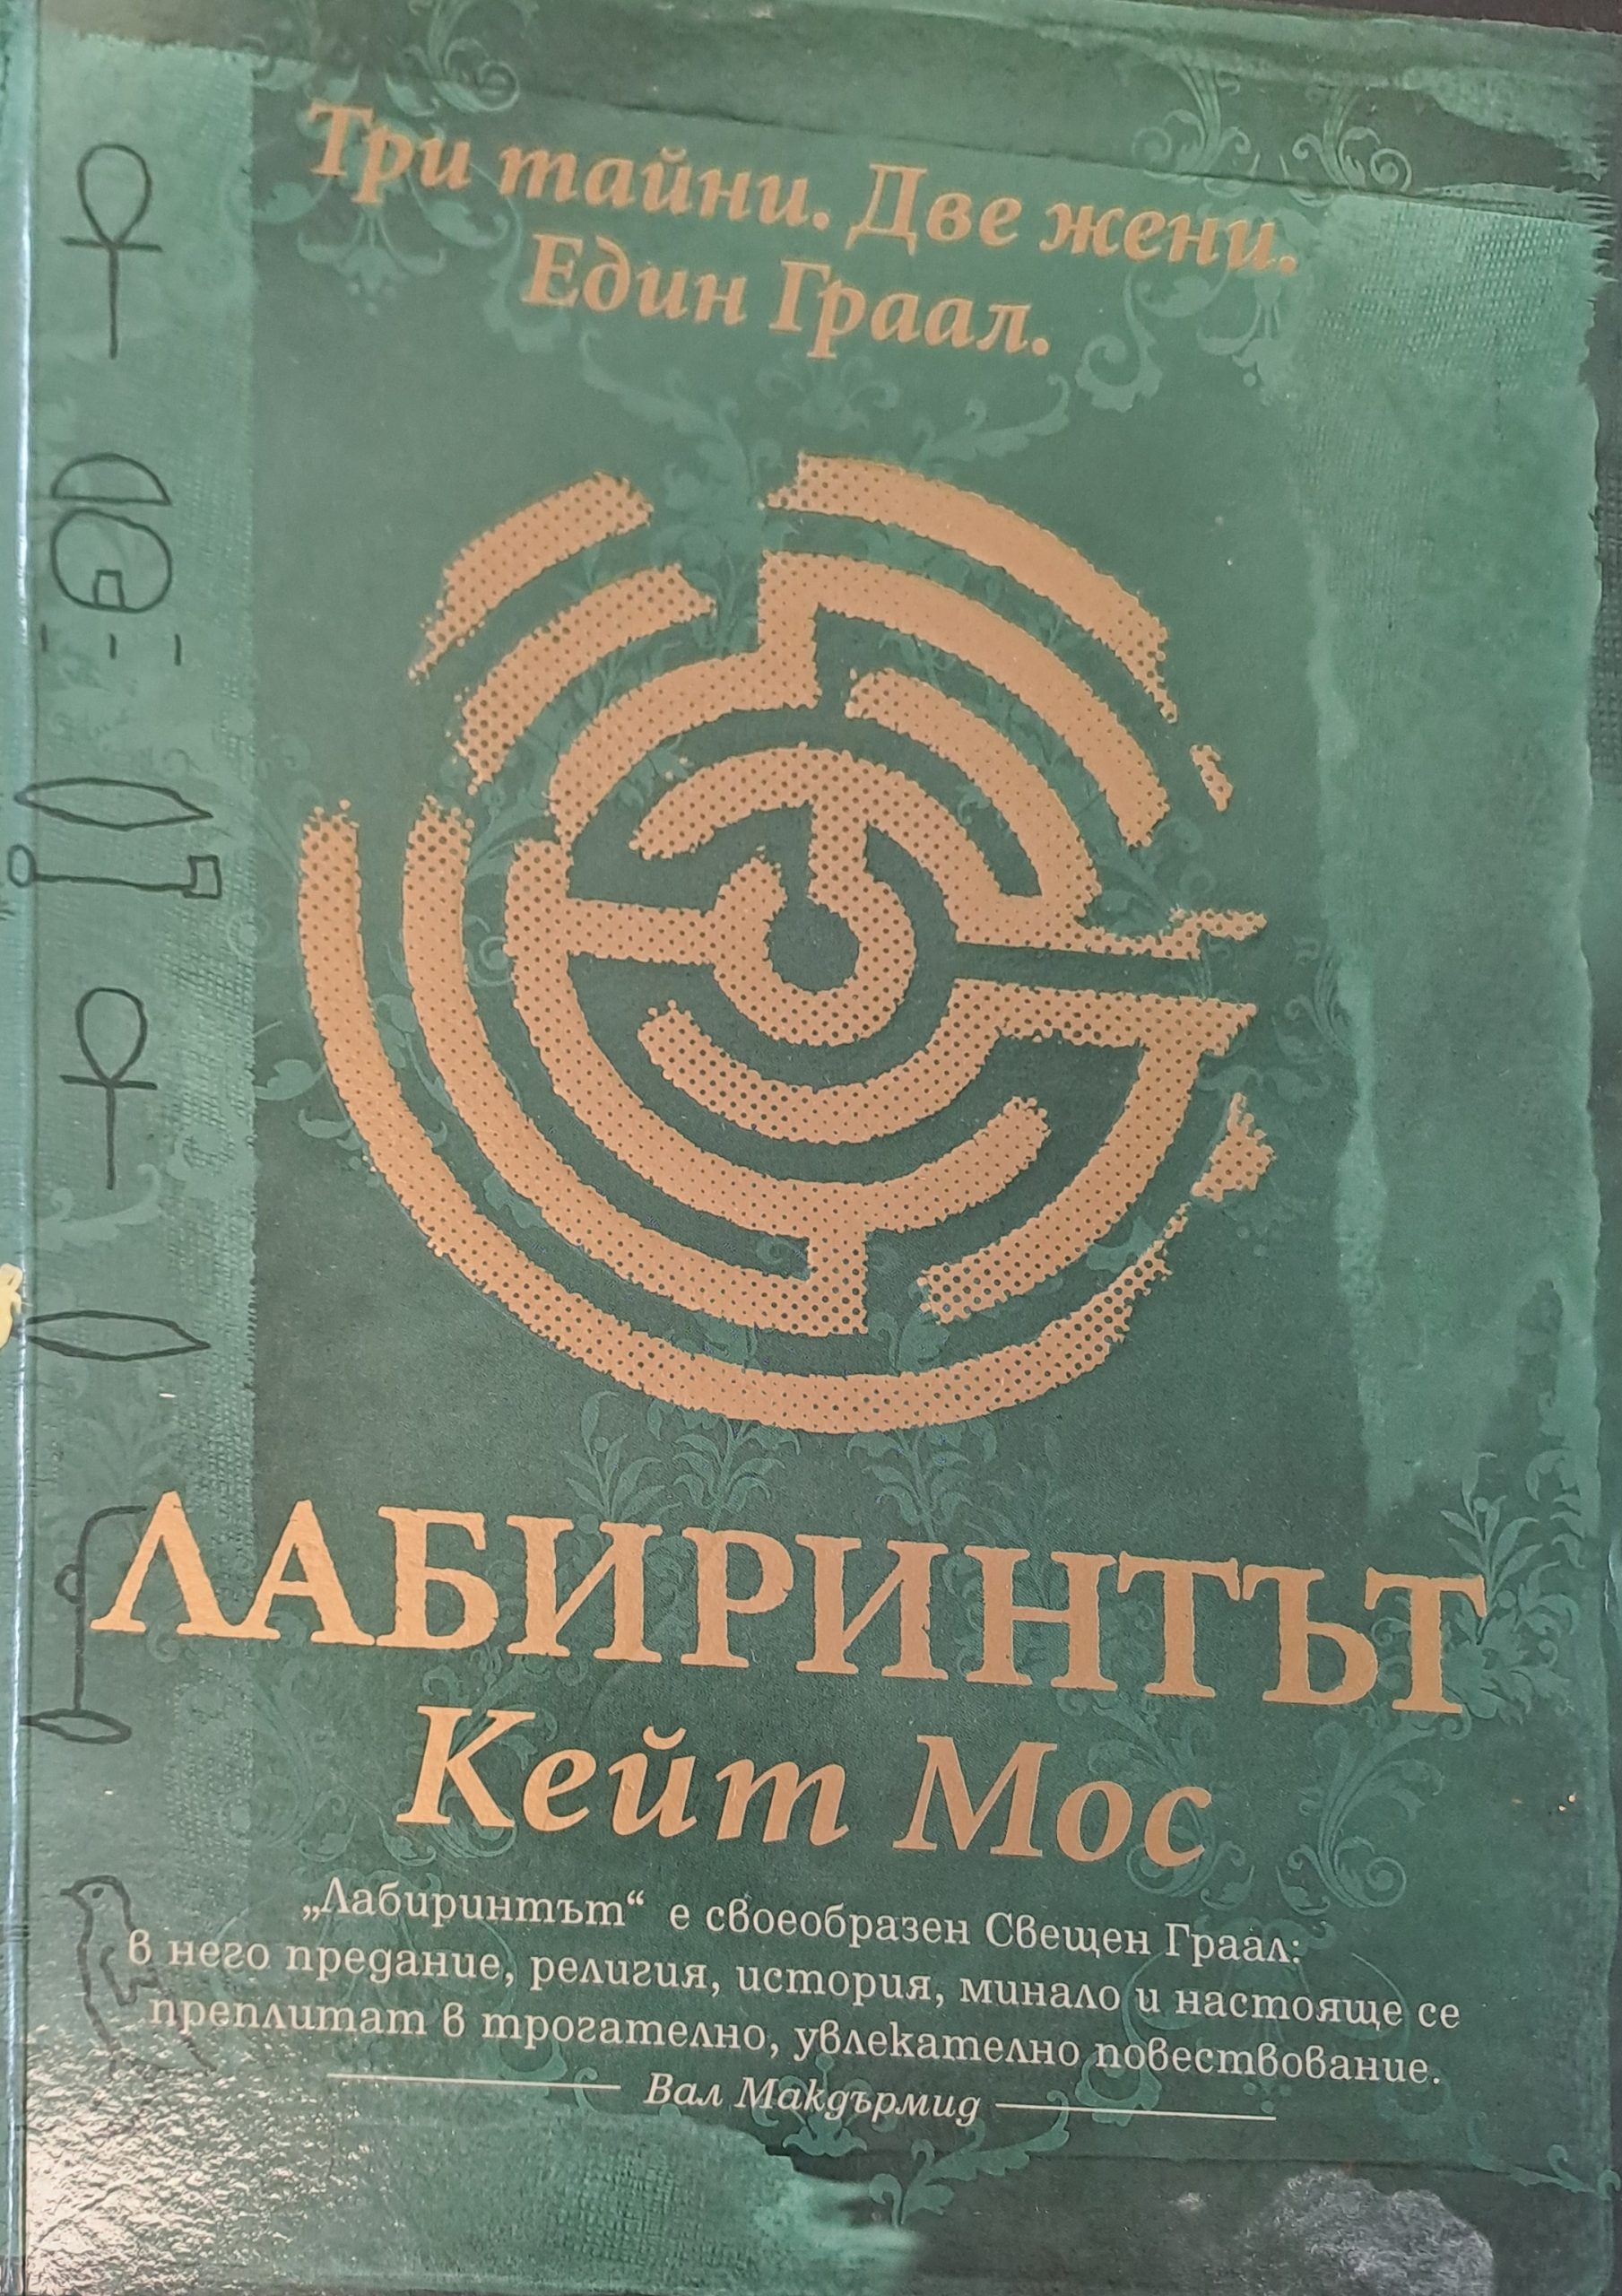 Три тайни. Две жени.
Един Граал.
ЛАБИРИНТЪТ
Кейт Мос
„Лабиринтът“ е своеобразен Свещен Граал:
в него предание, религия, история, минало и настояще се
преплитат в трогателно, увлекателно повествование.
Вал Макдърмид